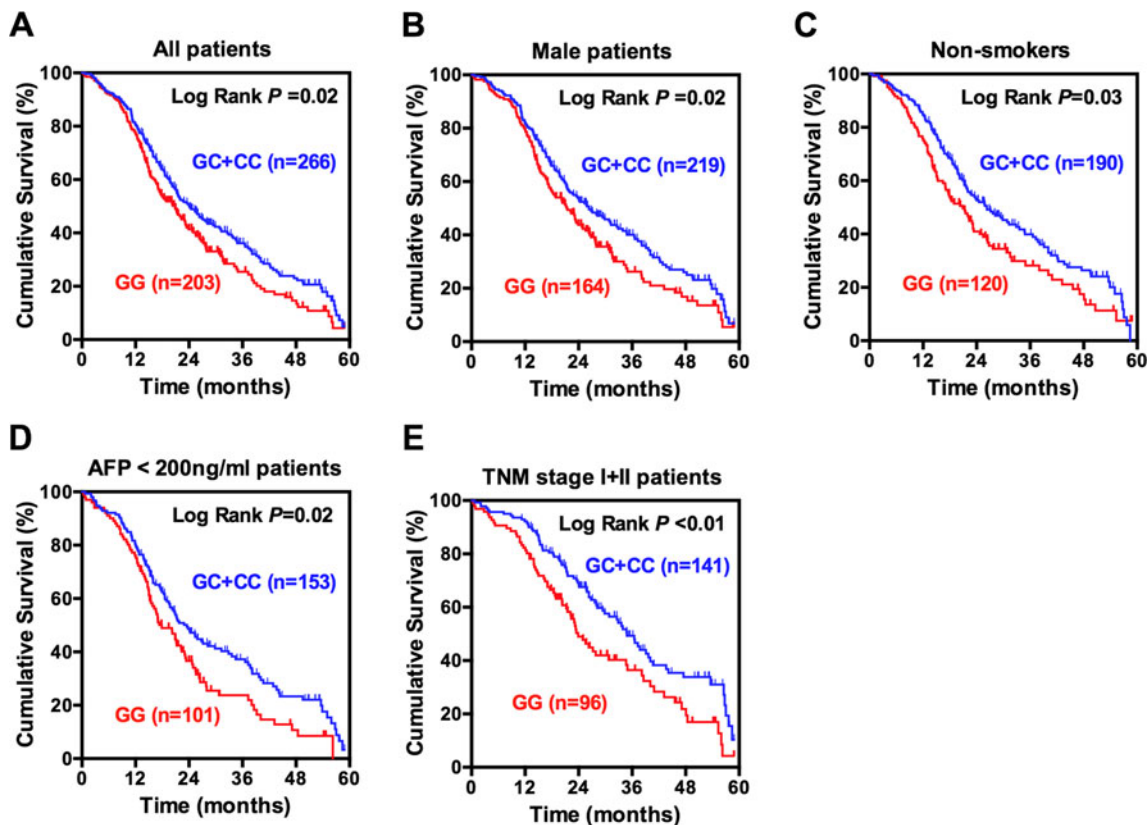 A
All patients
Cumulative Survival (%)
100
80
60
40
20
0
Log Rank P =0.02
GC+CC (n=266)
GG (n=203)
0 12 24 36 48 60
Time (months)
B
Male patients
Cumulative Survival (%)
100
80
60
40
20
0
Log Rank P =0.02
GC+CC (n=219)
GG (n=164)
0 12 24 36 48 60
Time (months)
C
Non-smokers
Cumulative Survival (%)
100
80
60
40
20
0
Log Rank P=0.03
GC+CC (n=190)
GG (n=120)
0 12 24 36 48 60
Time (months)
D
AFP < 200ng/ml patients
Cumulative Survival (%)
100
80
60
40
20
0
Log Rank P=0.02
GC+CC (n=153)
GG (n=101)
0 12 24 36 48 60
Time (months)
E
TNM stage I+II patients
Cumulative Survival (%)
100
80
60
40
20
0
Log Rank P <0.01
GC+CC (n=141)
GG (n=96)
0 12 24 36 48 60
Time (months)